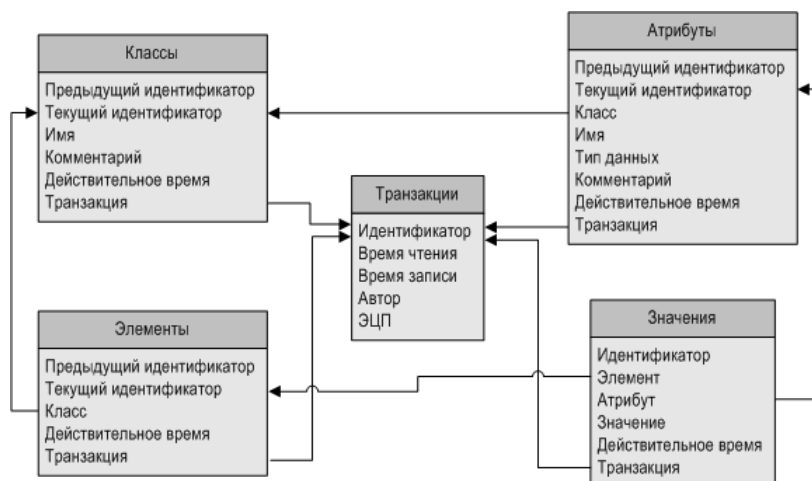 Классы
Предыдущий идентификатор
Текущий идентификатор
Имя
Комментарий
Действительное время
Транзакция
Атрибуты
Предыдущий идентификатор
Текущий идентификатор
Класс
Имя
Тип данных
Комментарий
Действительное время
Транзакция
Транзакции
Идентификатор
Время чтения
Время записи
Автор
ЭЦП
Элементы
Предыдущий идентификатор
Текущий идентификатор
Класс
Действительное время
Транзакция
Значения
Идентификатор
Элемент
Атрибут
Значение
Действительное время
Транзакция